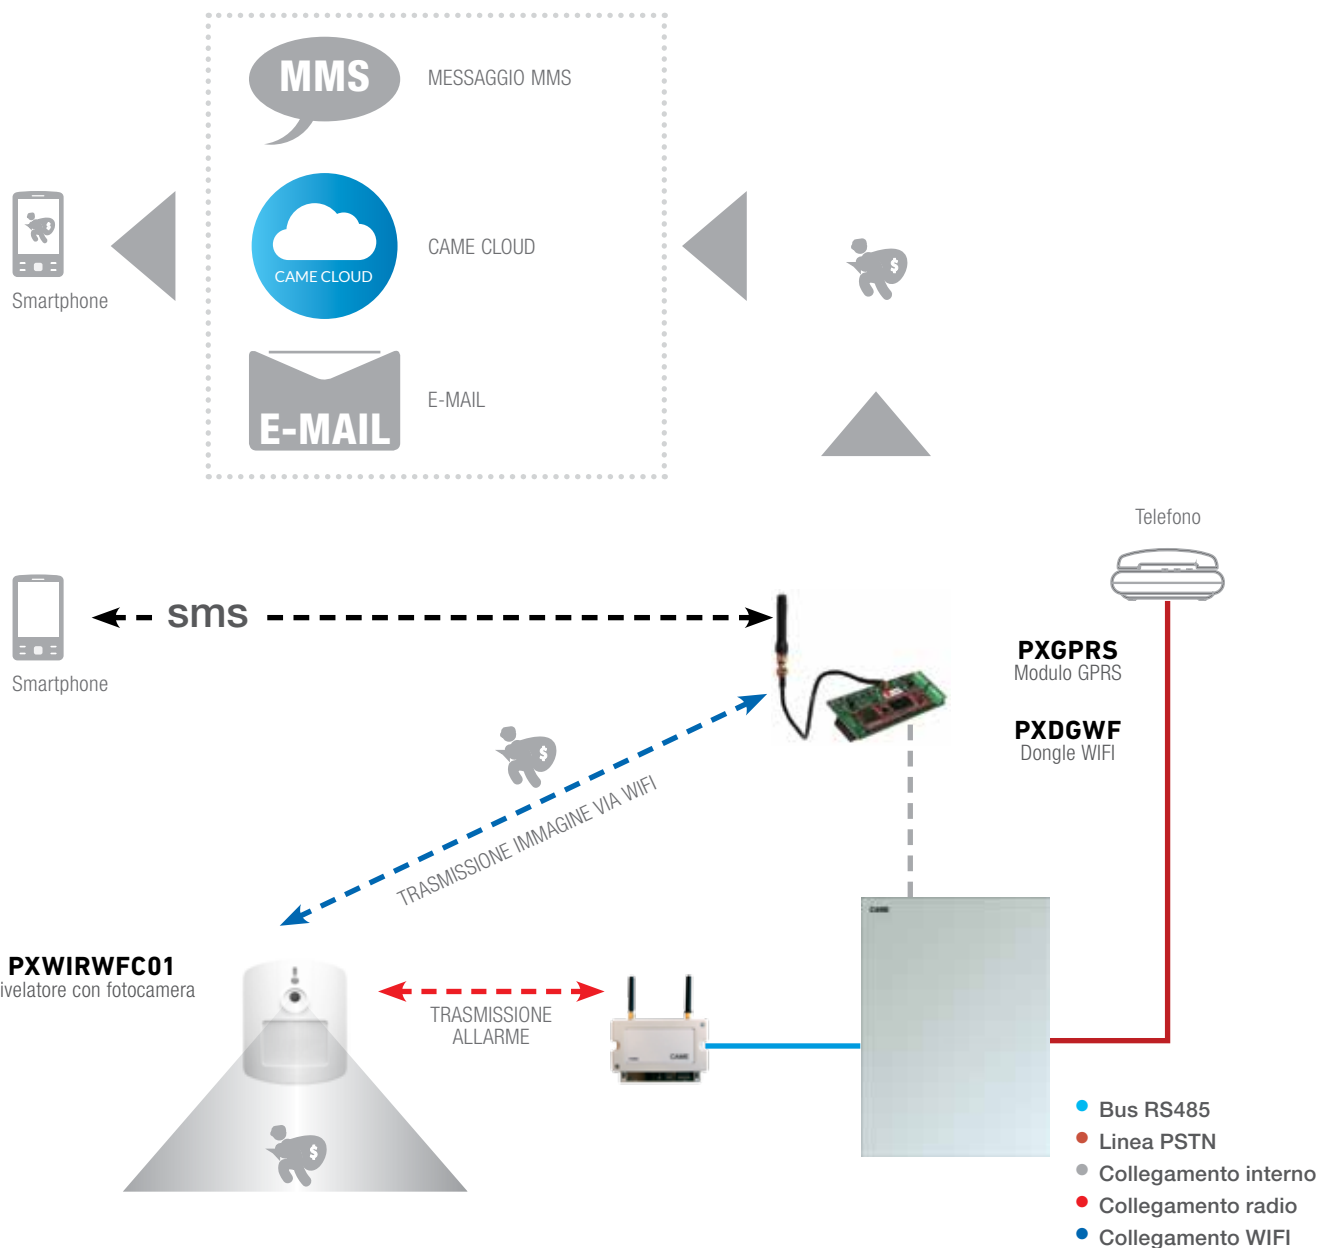 MMS
MESSAGGIO MMS
CAME CLOUD
CAME CLOUD
Smartphone
E-MAIL
E-MAIL
Telefono
sms
PXGPRS
Modulo GPRS
Smartphone
PXDGWF
Dongle WIFI
TRASMISSIONE IMMAGINE VIA WIFI
CAME
PXWIRWFC01
ivelatore con fotocamera
TRASMISSIONE
ALLARME
CAME
Bus RS485
Linea PSTN
Collegamento interno
Collegamento radio
Collegamento WIFI